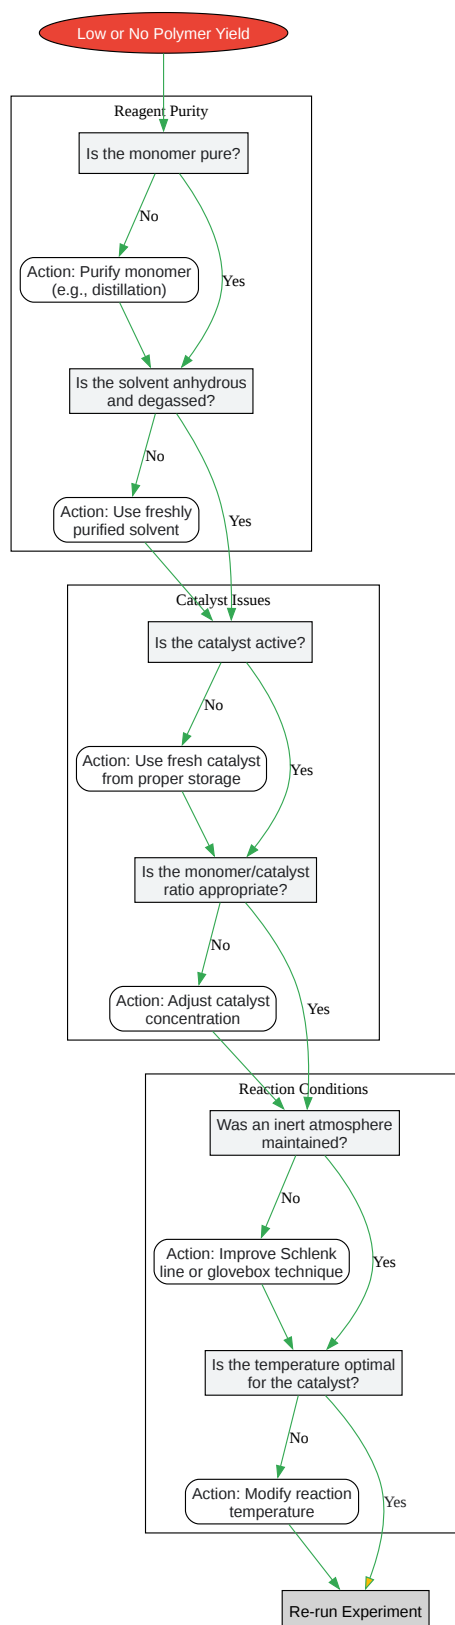 Low or No Polymer Yield
Reagent Purity
Is the monomer pure?
No
Action: Purify monomer
(e.g., distillation)
Yes
Is the solvent anhydrous
and degassed?
No
Action: Use freshly
purified solvent
Yes
Catalyst Issues
Is the catalyst active?
No
Action: Use fresh catalyst
from proper storage
Yes
Is the monomer/catalyst
ratio appropriate?
No
Action: Adjust catalyst
concentration
Yes
Reaction Conditions
Was an inert atmosphere
maintained?
No
Action: Improve Schlenk
line or glovebox technique
Yes
Is the temperature optimal
for the catalyst?
No
Action: Modify reaction
temperature
Yes
Re-run Experiment